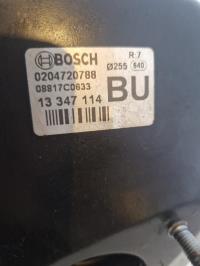 BOSCH R-7
0204720788 Ø255 640
08817C0633
13 347 114 BU